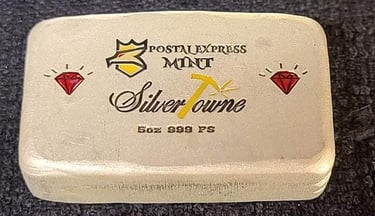 POSTAL EXPRESS
MINT
SilverTowne
5oz 999 FS